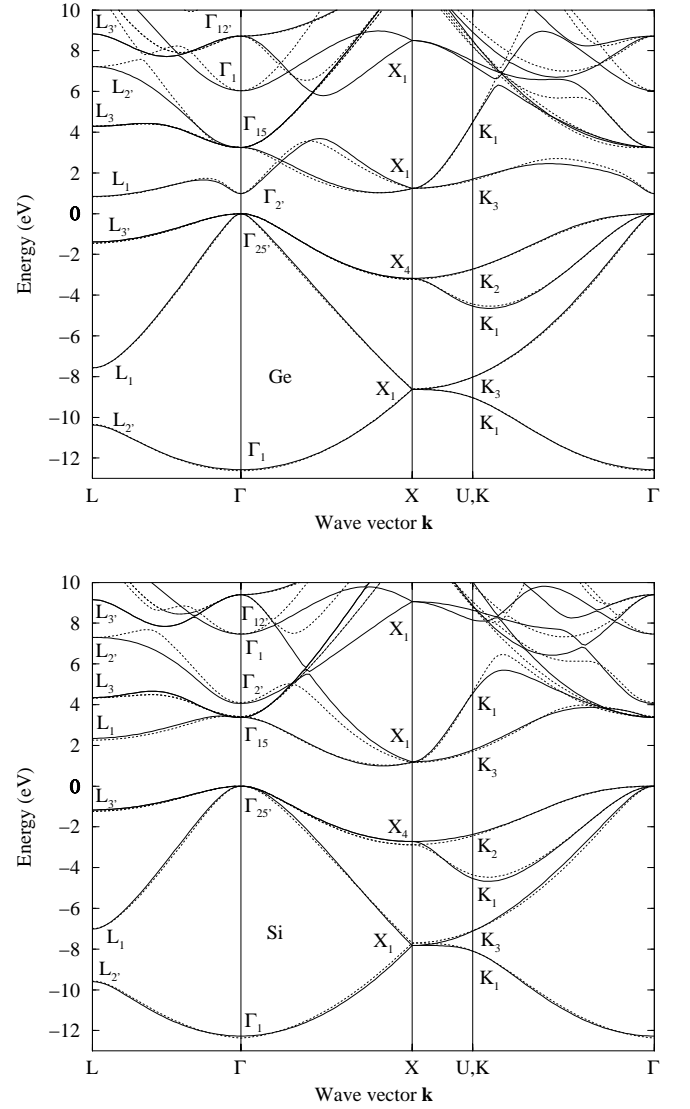 10
8
6
4
2
0
−2
−4
−6
−8
−10
−12
Energy (eV)
L3'
L2'
L3
L1
L3'
L1
L2'
Γ12'
Γ1
Γ15
Γ2'
Γ25'
Γ1
Ge
X1
X1
X4
X1
K1
K3
K2
K1
K3
K1
L Γ X U,K Γ
Wave vector k
10
8
6
4
2
0
−2
−4
−6
−8
−10
−12
Energy (eV)
L3'
L2'
L3
L1
L3'
L1
L2'
Γ12'
Γ1
Γ2'
Γ15
Γ25'
Γ1
Si
X1
X1
X4
X1
K1
K3
K2
K1
K3
K1
L Γ X U,K Γ
Wave vector k